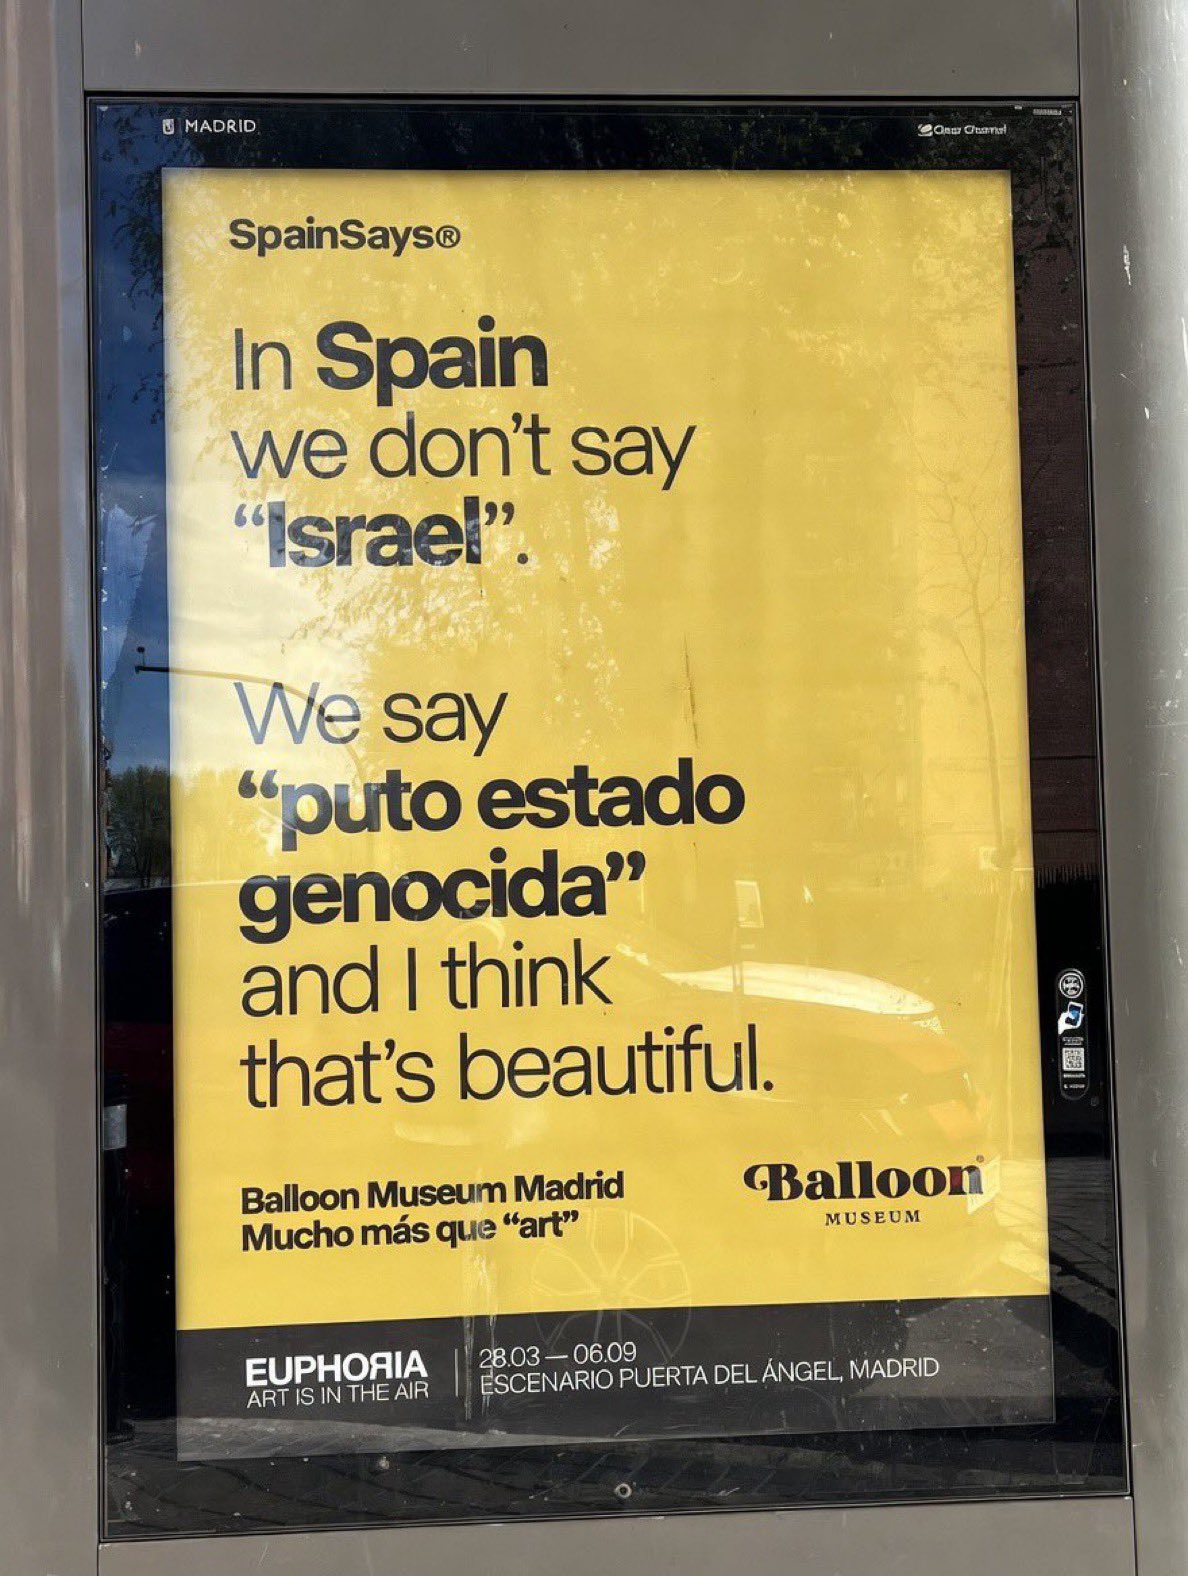 MADRID
Clear Channel
SpainSays®
In Spain
we don't say
“Israel”.
We say
“puto estado
genocida”
and I think
that's beautiful.
Balloon Museum Madrid
Mucho más que “art”
Balloon
MUSEUM
EUPHORIA
ART IS IN THE AIR
28.03 — 06.09
ESCENARIO PUERTA DEL ÁNGEL, MADRID